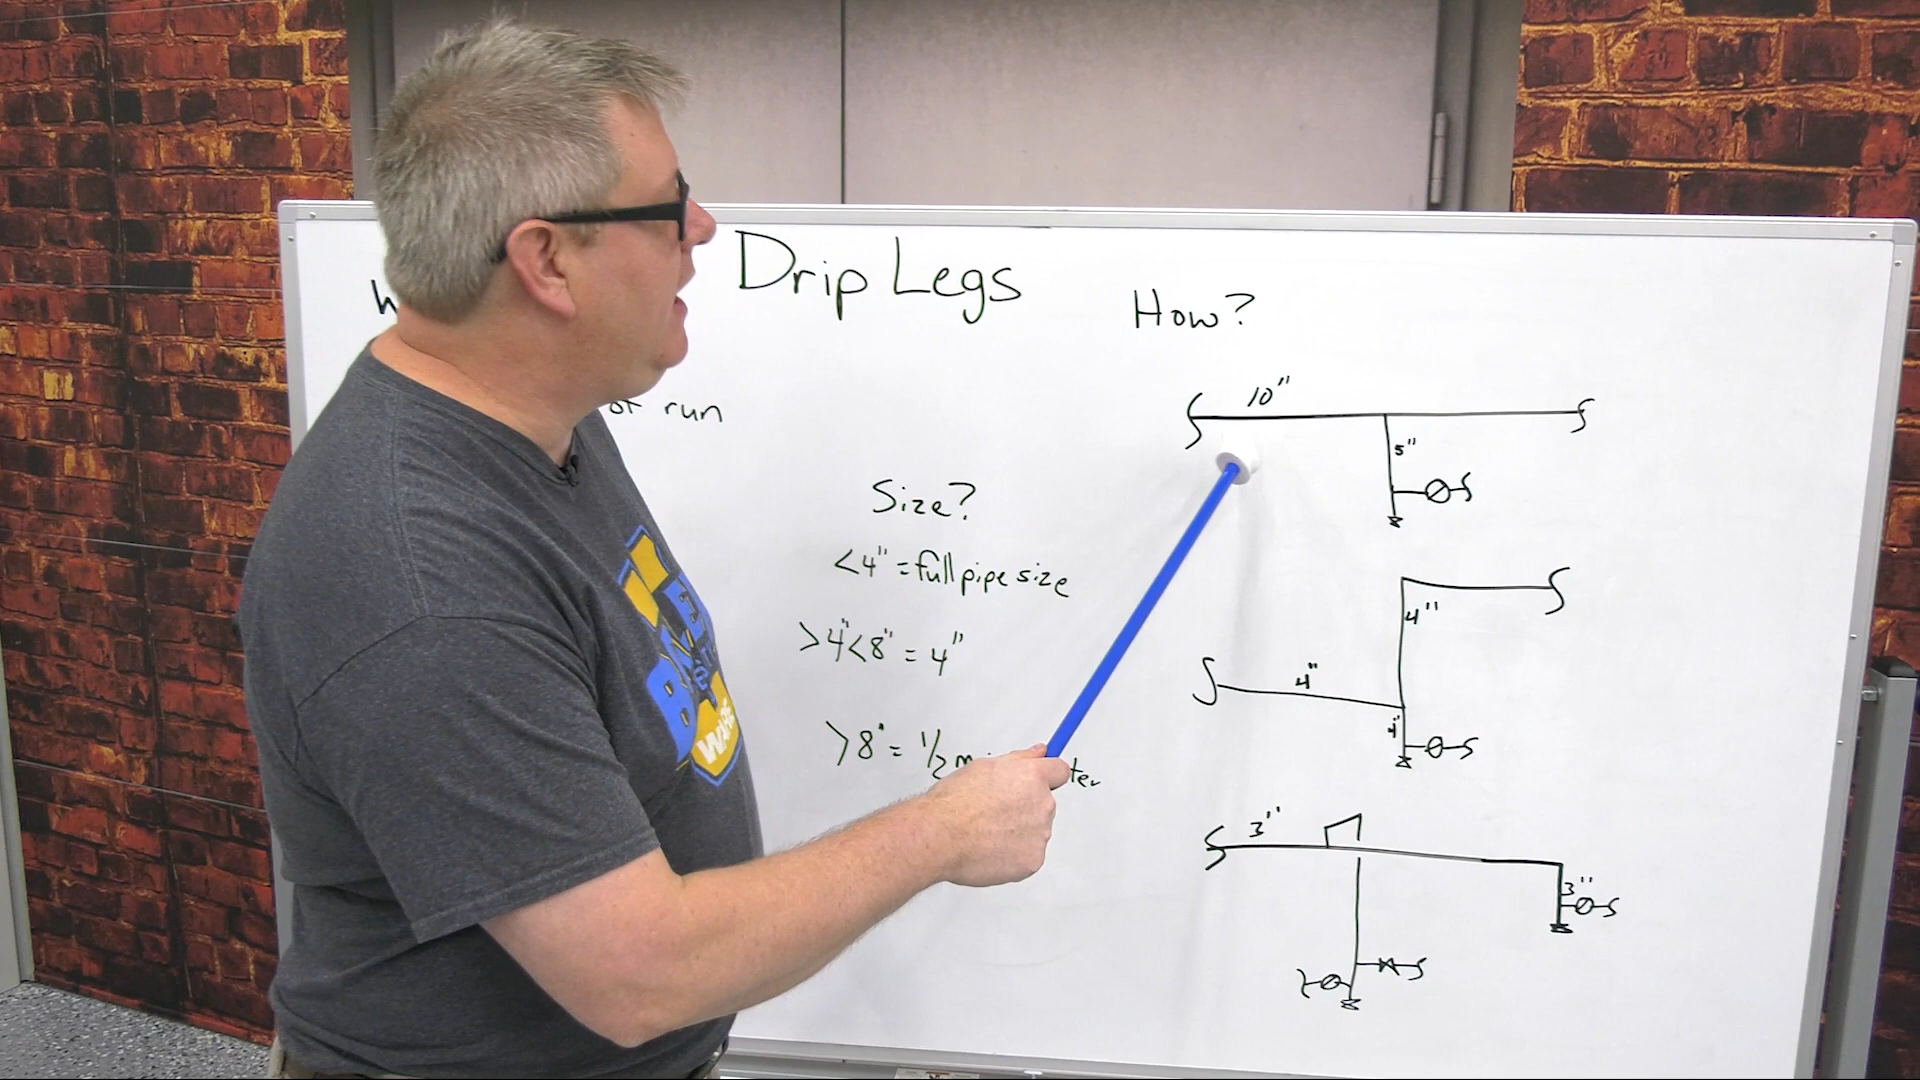 Drip Legs
of run
Size?
<4" = full pipe size
>4"<8" = 4"
>8" = 1/2
How?
10"
5"
4"
4"
4"
3"
3"